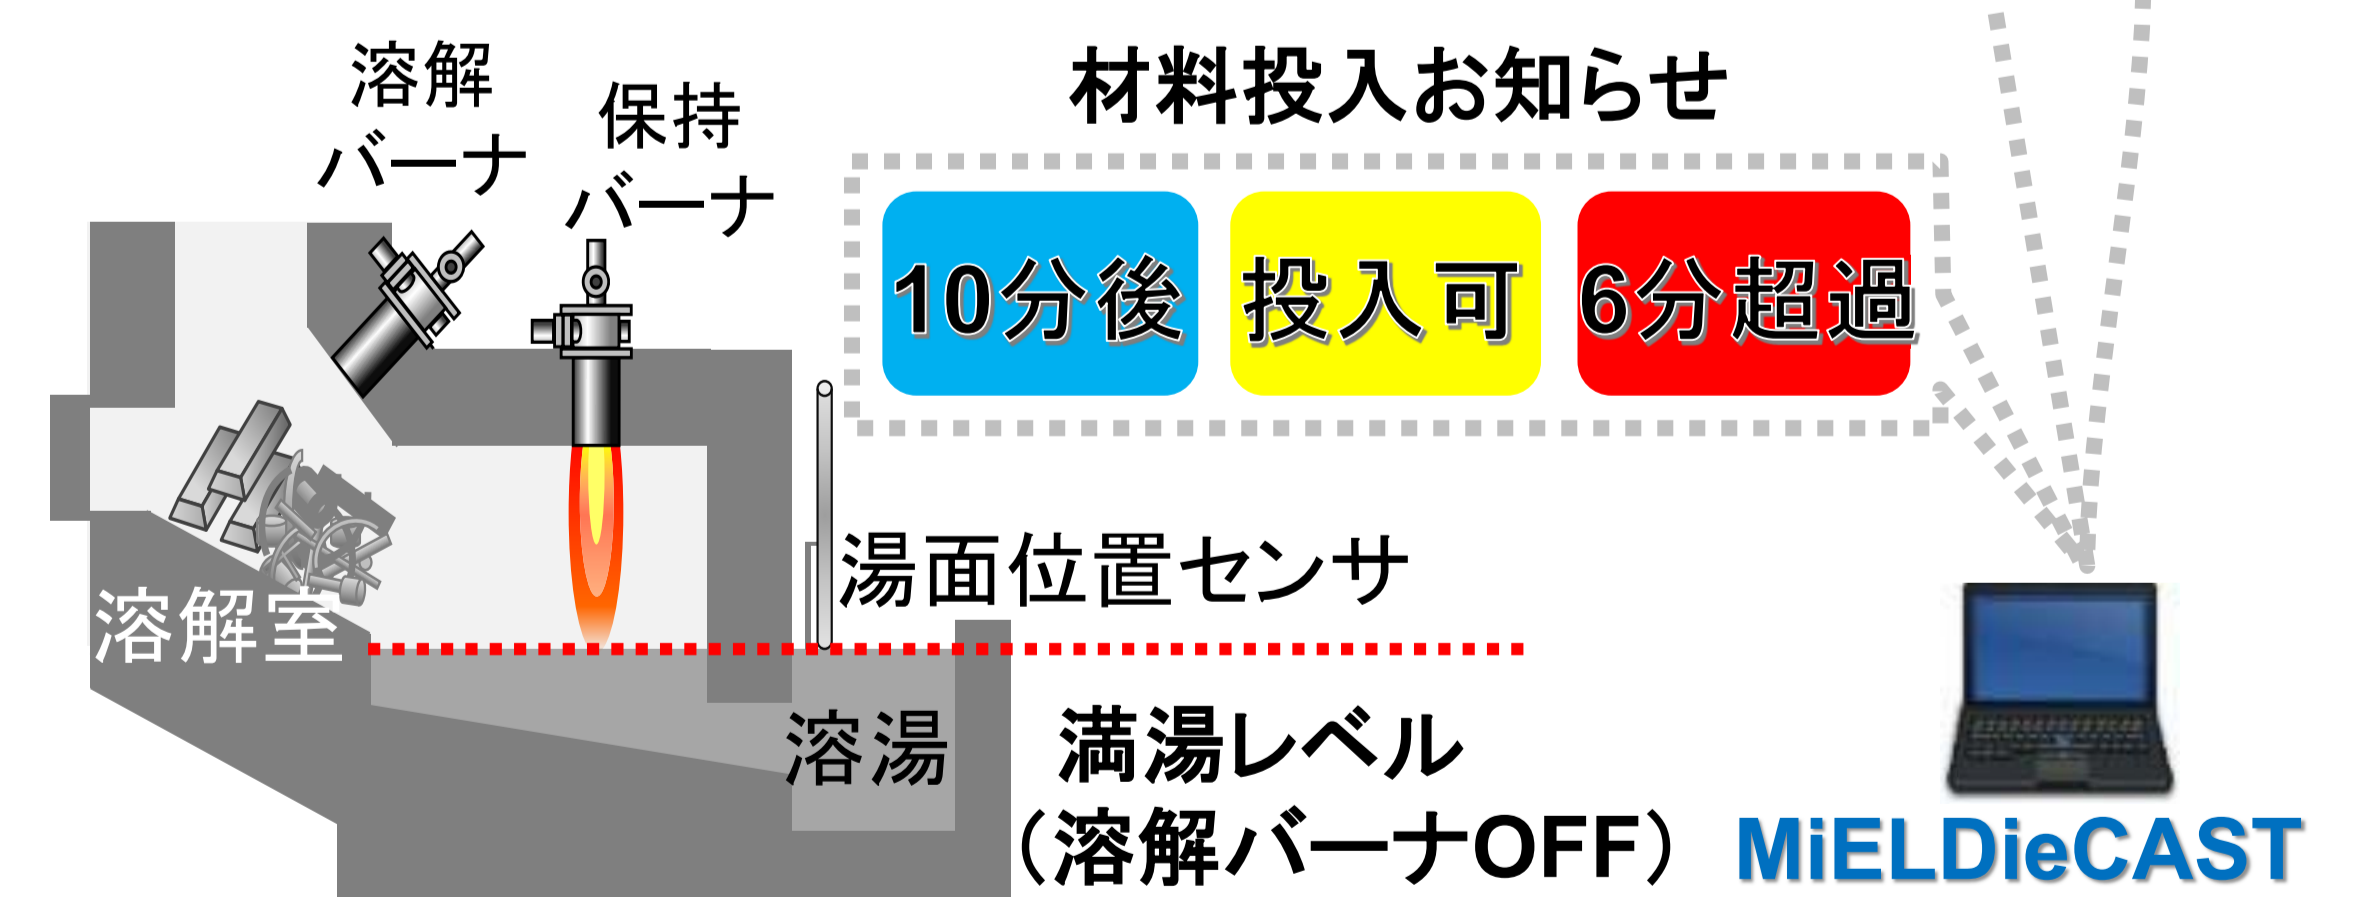 溶解
バーナ
保持
バーナ
材料投入お知らせ
10分後
投入可
6分超過
湯面位置センサ
溶解室
溶湯
満湯レベル
（溶解バーナOFF）
MiELDieCAST